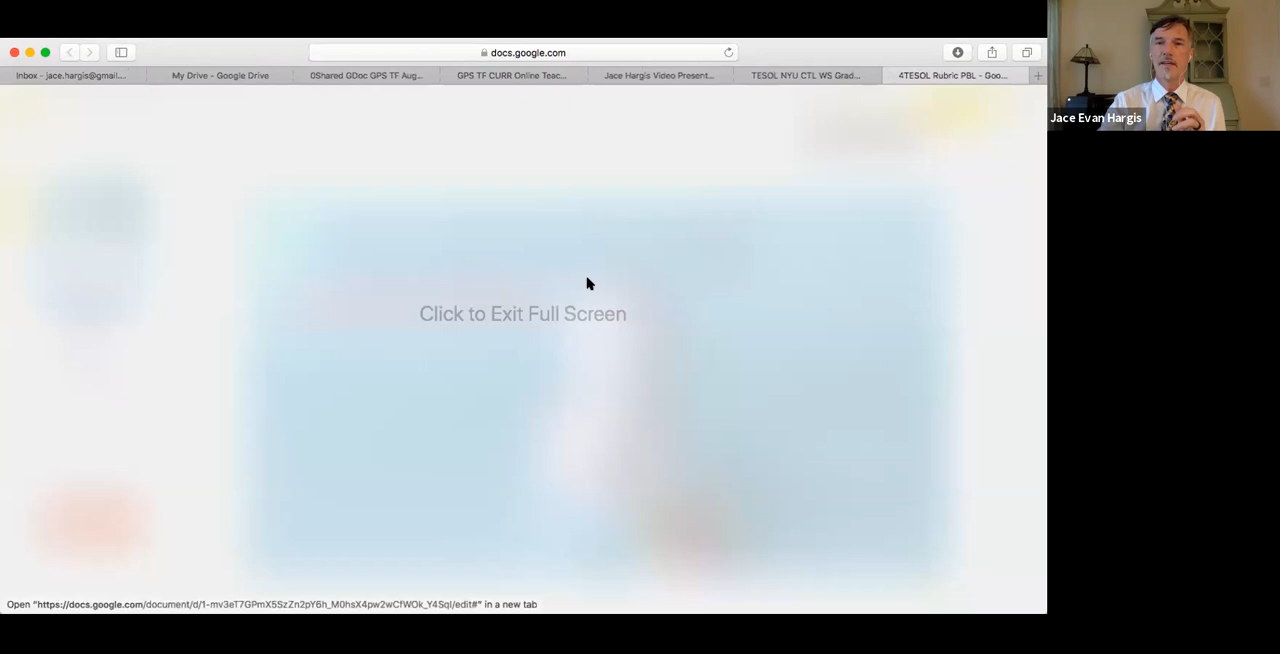 docs.google.com
Inbox - jace.hargis@gmail....
My Drive - Google Drive
0Shared GDoc GPS TF Aug...
GPS TF CURR Online Teac...
Jace Hargis Video Present...
TESOL NYU CTL WS Grad...
4TESOL Rubric PBL - Goo...
Jace Evan Hargis
Click to Exit Full Screen
Open "https://docs.google.com/document/d/1-mv3eT7GPmX5SzZn2pY6h_M0hsX4pw2wCfWOk_Y4SqI/edit#" in a new tab